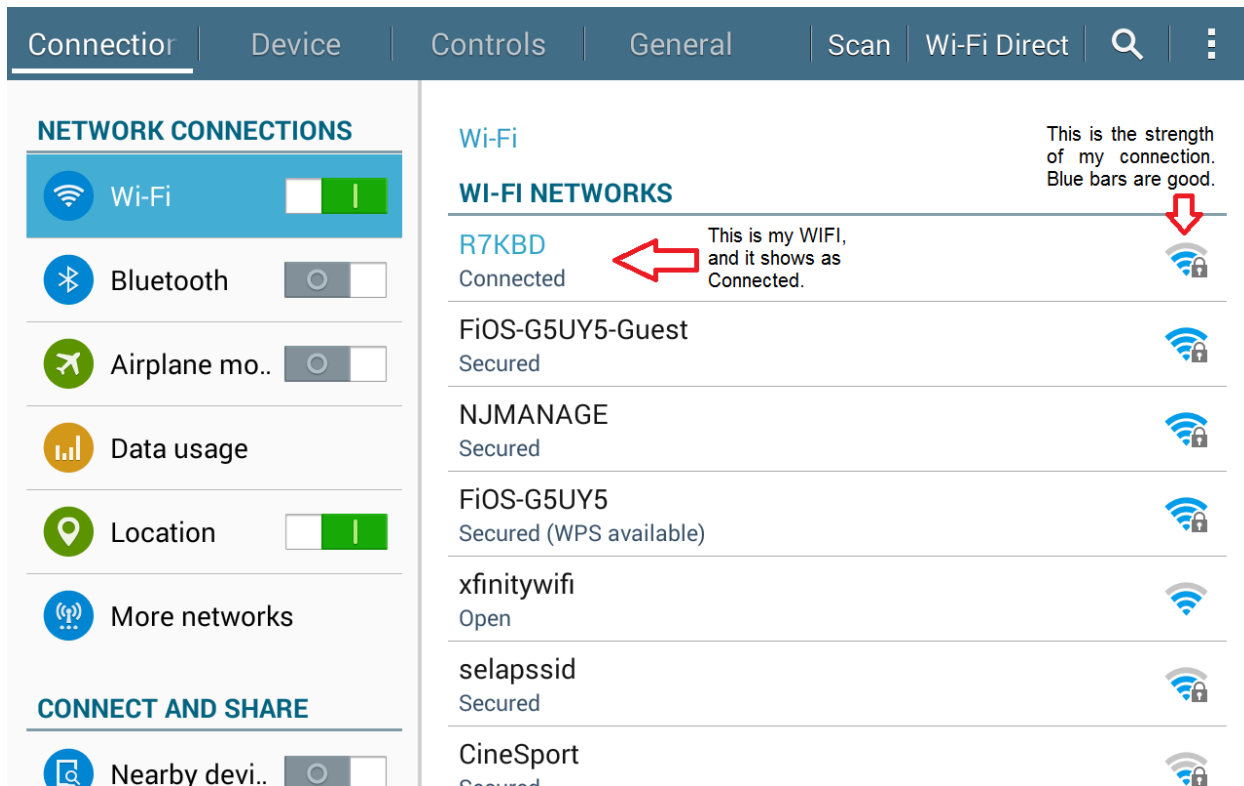 Connection
Device
Controls
General
Scan
Wi-Fi Direct
NETWORK CONNECTIONS
Wi-Fi
Bluetooth
Airplane mo..
Data usage
Location
More networks
CONNECT AND SHARE
Nearby devi..
Wi-Fi
WI-FI NETWORKS
This is the strength
of my connection.
Blue bars are good.
R7KBD
Connected
This is my WIFI,
and it shows as
Connected.
FiOS-G5UY5-Guest
Secured
NJMANAGE
Secured
FiOS-G5UY5
Secured (WPS available)
xfinitywifi
Open
selapssid
Secured
CineSport
Secured